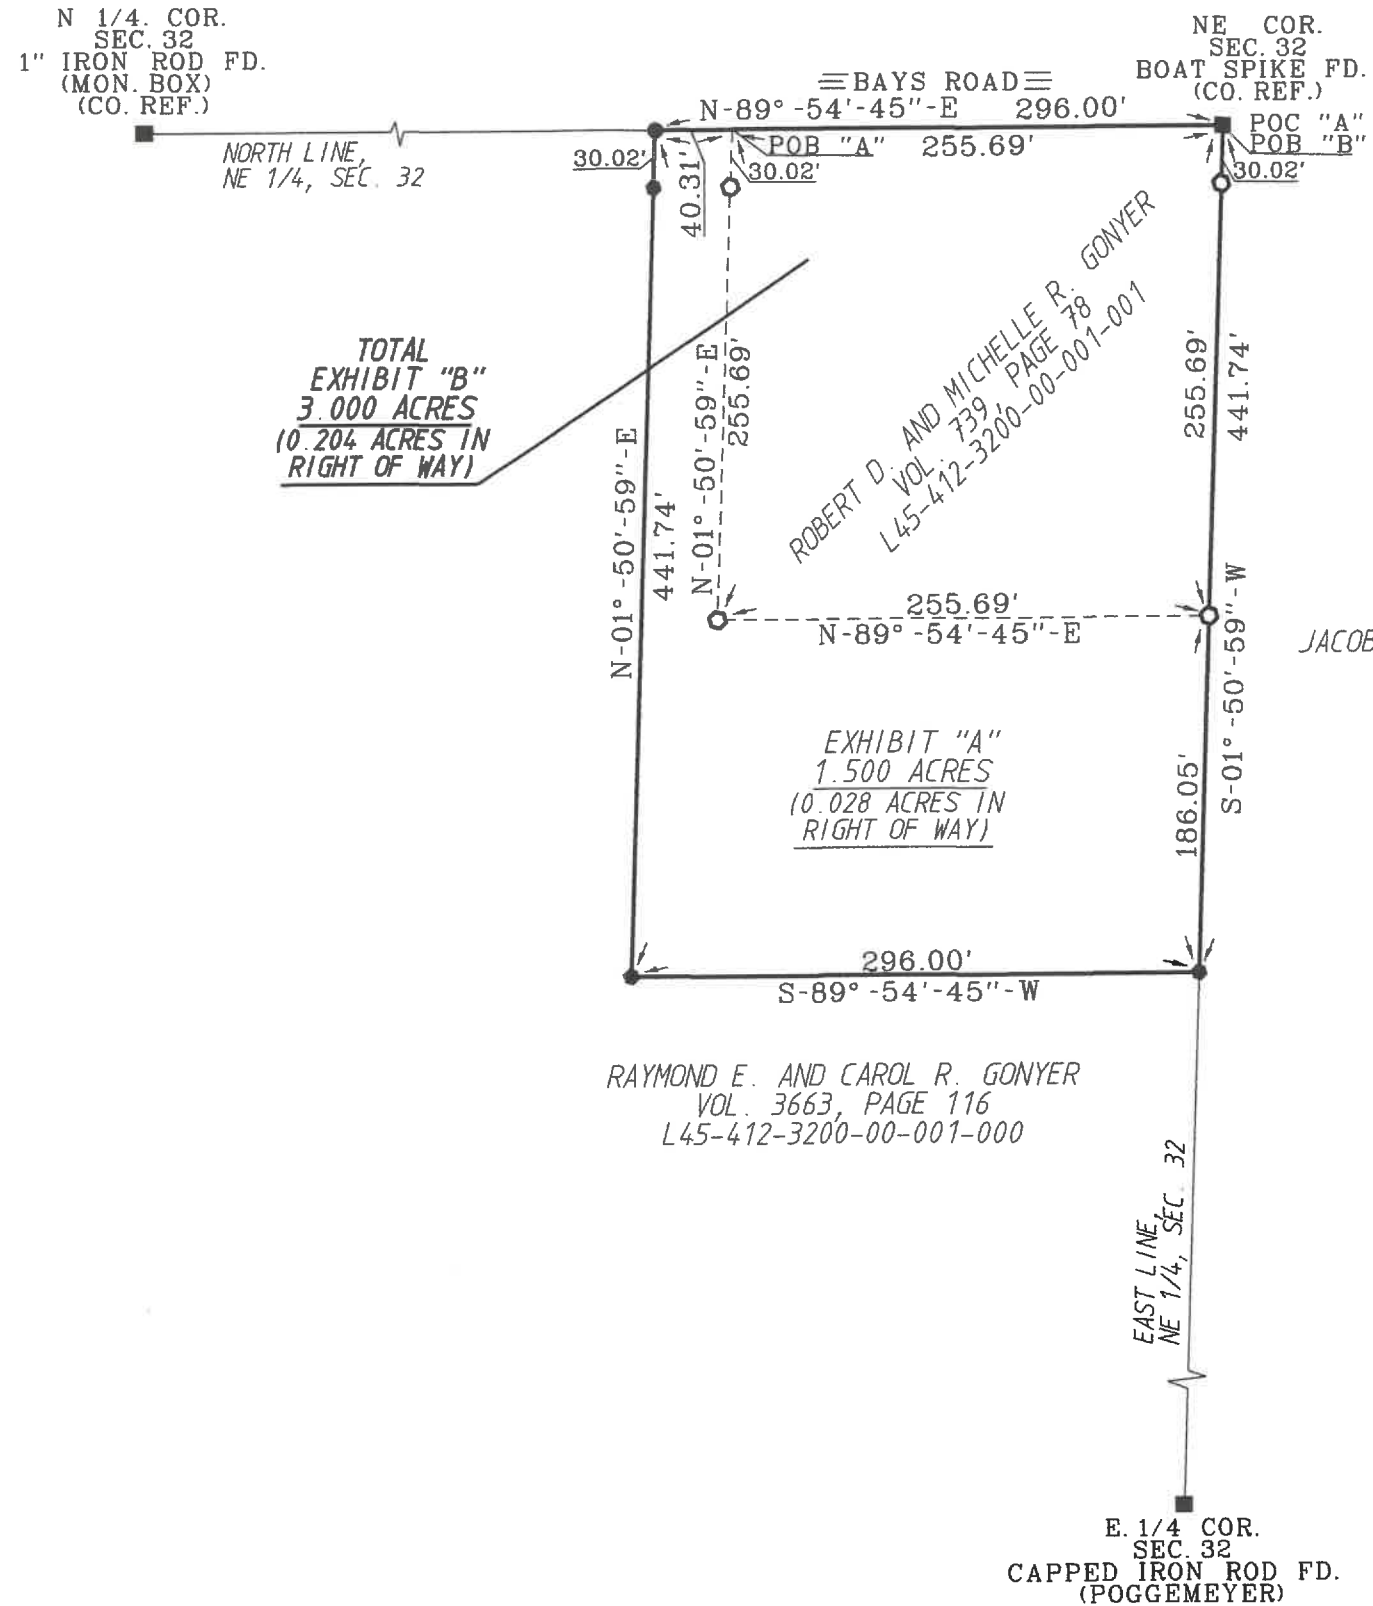 N 1/4. COR.
SEC. 32
1" IRON ROD FD.
(MON. BOX)
(CO. REF.)
NE COR.
SEC. 32
BOAT SPIKE FD.
(CO. REF.)
BAYS ROAD
N-89°-54'-45"-E 296.00'
POC "A"
POB "B"
POB "A" 255.69'
NORTH LINE,
NE 1/4, SEC. 32
30.02'
40.31'
30.02'
30.02'
ROBERT D. AND MICHELLE R. GONYER
VOL. 739, PAGE 78
L45-412-3200-00-001-001
TOTAL
EXHIBIT "B"
3.000 ACRES
(0.204 ACRES IN
RIGHT OF WAY)
N-01°-50'-59"-E
441.74'
N-01°-50'-59"-E
255.69'
255.69'
441.74'
S-01°-50'-59"-W
186.05'
255.69'
N-89°-54'-45"-E
JACOB
EXHIBIT "A"
1.500 ACRES
(0.028 ACRES IN
RIGHT OF WAY)
296.00'
S-89°-54'-45"-W
RAYMOND E. AND CAROL R. GONYER
VOL. 3663, PAGE 116
L45-412-3200-00-001-000
EAST LINE,
NE 1/4, SEC. 32
E. 1/4 COR.
SEC. 32
CAPPED IRON ROD FD.
(POGGEMEYER)